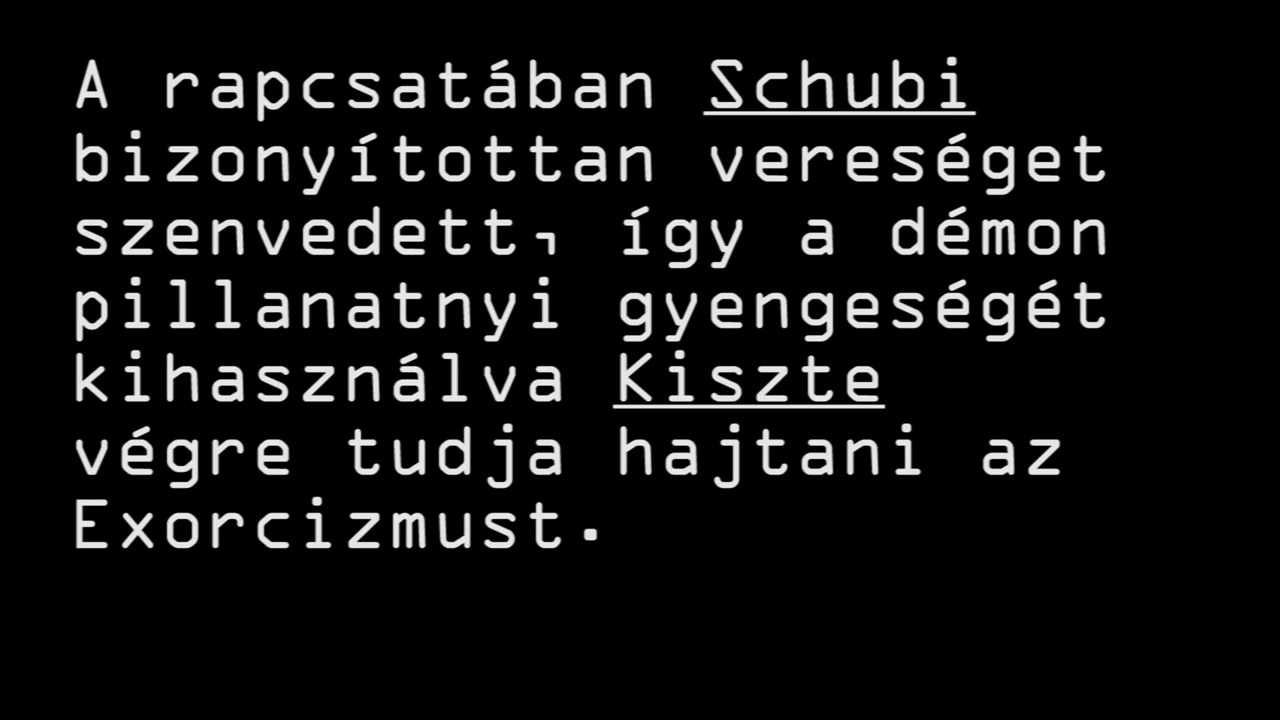 A rapcsatában Schubi
bizonyítottan vereséget
szenvedett, így a démon
pillanatnyi gyengeségét
kihasználva Kiszte
végre tudja hajtani az
Exorcizmust.